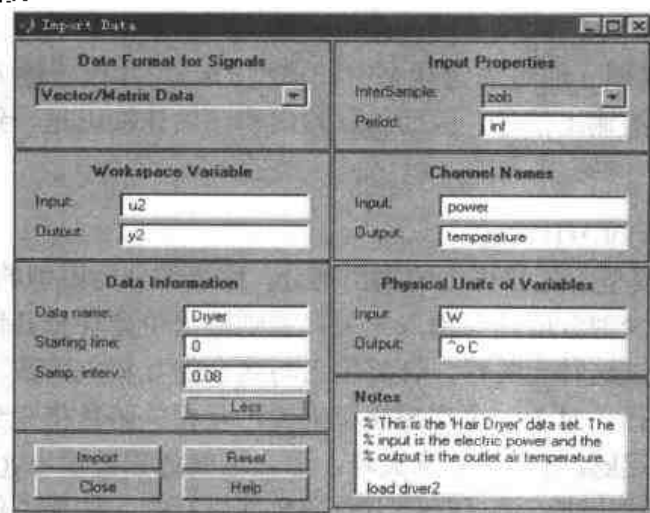 Import Data
Data Format for Signals
Vector/Matrix Data
Workspace Variable
Input: u2
Output: y2
Data Information
Data name: Dryer
Starting time: 0
Samp. interv.: 0.08
Less
Import Reset
Close Help
Input Properties
InterSample: zoh
Period: inf
Channel Names
Input: power
Output: temperature
Physical Units of Variables
Input: W
Output: ^o C
Notes
% This is the 'Hair Dryer' data set. The
% input is the electric power and the
% output is the outlet air temperature.
load dryer2